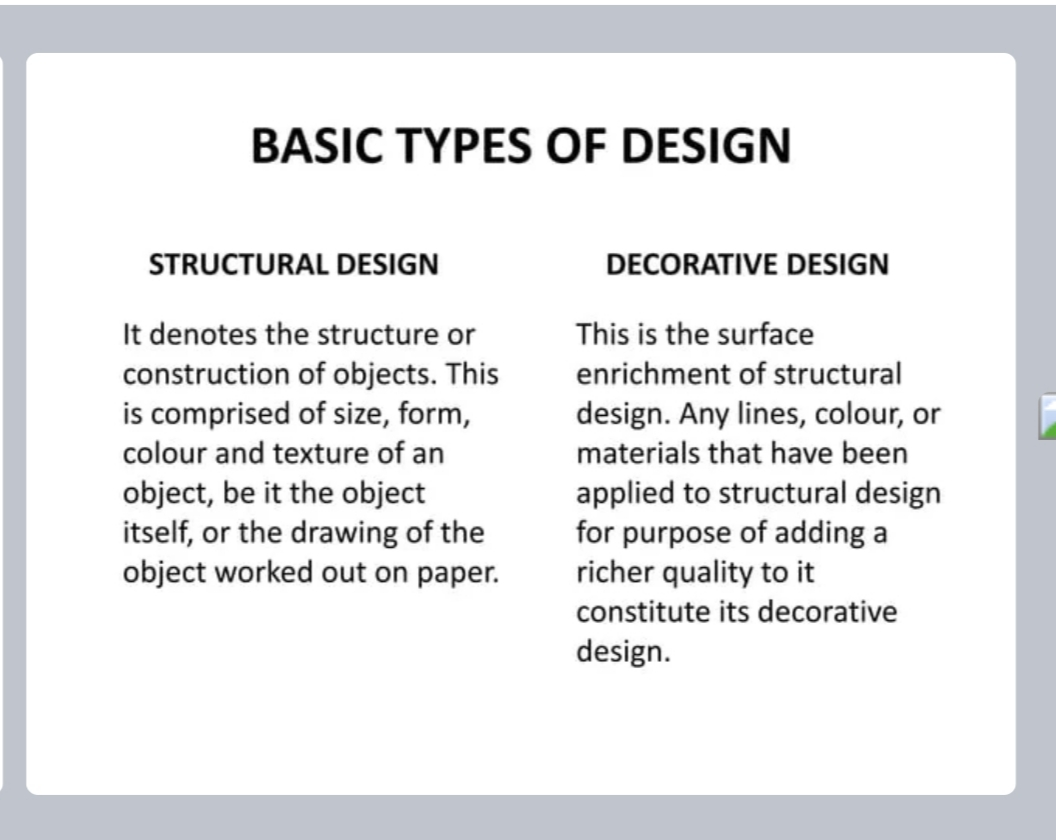 BASIC TYPES OF DESIGN
STRUCTURAL DESIGN
It denotes the structure or
construction of objects. This
is comprised of size, form,
colour and texture of an
object, be it the object
itself, or the drawing of the
object worked out on paper.
DECORATIVE DESIGN
This is the surface
enrichment of structural
design. Any lines, colour, or
materials that have been
applied to structural design
for purpose of adding a
richer quality to it
constitute its decorative
design.